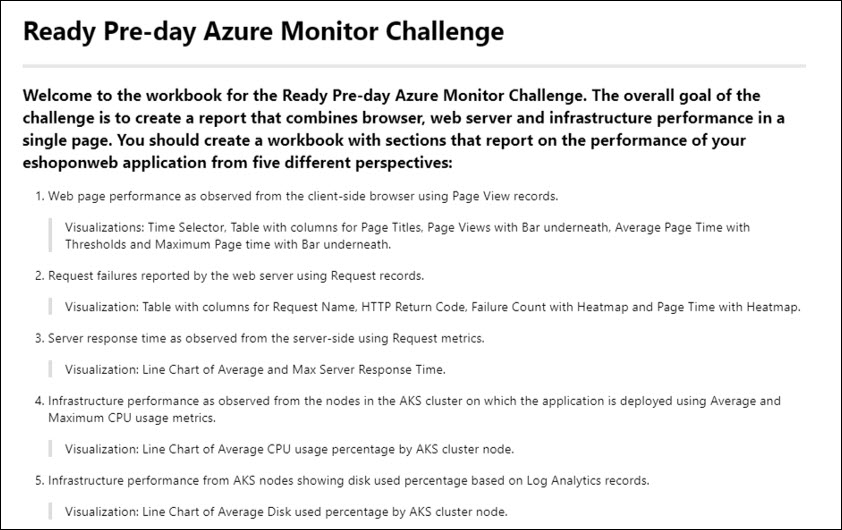 Ready Pre-day Azure Monitor Challenge
Welcome to the workbook for the Ready Pre-day Azure Monitor Challenge. The overall goal of the
challenge is to create a report that combines browser, web server and infrastructure performance in a
single page. You should create a workbook with sections that report on the performance of your
eshoponweb application from five different perspectives:
1. Web page performance as observed from the client-side browser using Page View records.
Visualizations: Time Selector, Table with columns for Page Titles, Page Views with Bar underneath, Average Page Time with
Thresholds and Maximum Page time with Bar underneath.
2. Request failures reported by the web server using Request records.
Visualization: Table with columns for Request Name, HTTP Return Code, Failure Count with Heatmap and Page Time with Heatmap.
3. Server response time as observed from the server-side using Request metrics.
Visualization: Line Chart of Average and Max Server Response Time.
4. Infrastructure performance as observed from the nodes in the AKS cluster on which the application is deployed using Average and
Maximum CPU usage metrics.
Visualization: Line Chart of Average CPU usage percentage by AKS cluster node.
5. Infrastructure performance from AKS nodes showing disk used percentage based on Log Analytics records.
Visualization: Line Chart of Average Disk used percentage by AKS cluster node.